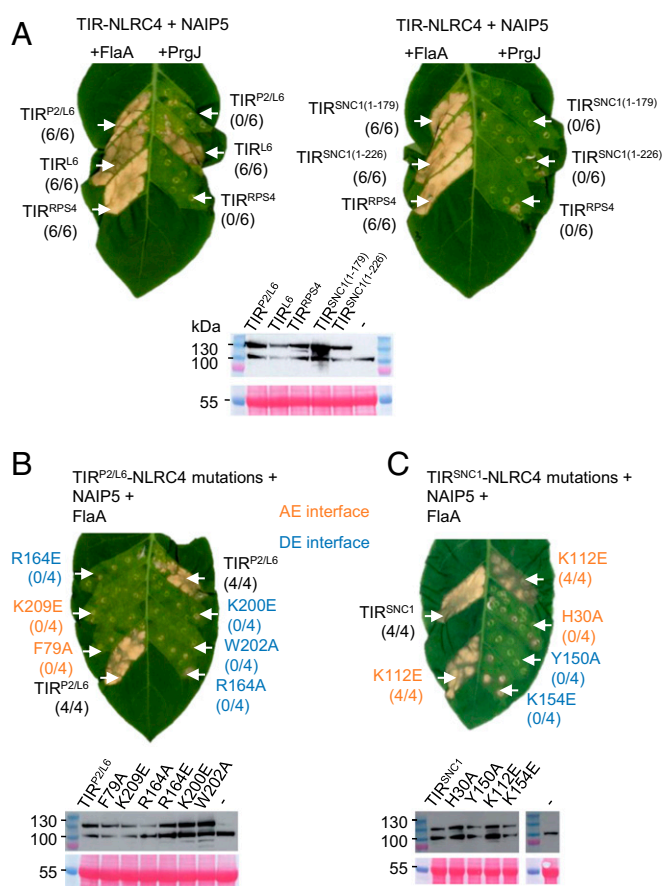 A
TIR-NLRC4 + NAIP5
+FlaA +PrgJ
TIRP2/L6
(6/6)
TIRL6
(6/6)
TIRRPS4
(6/6)
TIRP2/L6
(0/6)
TIRL6
(6/6)
TIRRPS4
(0/6)
TIR-NLRC4 + NAIP5
+FlaA +PrgJ
TIRSNC1(1-179)
(6/6)
TIRSNC1(1-226)
(6/6)
TIRRPS4
(6/6)
TIRSNC1(1-179)
(0/6)
TIRSNC1(1-226)
(0/6)
TIRRPS4
(0/6)
TIRP2/L6 TIRL6 TIRRPS4 TIRSNC1(1-179) TIRSNC1(1-226) -
kDa
130
100
55
B
TIRP2/L6-NLRC4 mutations +
NAIP5 +
FlaA
AE interface
DE interface
R164E
(0/4)
K209E
(0/4)
F79A
(0/4)
TIRP2/L6
(4/4)
TIRP2/L6
(4/4)
K200E
(0/4)
W202A
(0/4)
R164A
(0/4)
TIRP2/L6 F79A K209E R164A R164E K200E W202A -
130
100
55
C
TIRSNC1-NLRC4 mutations +
NAIP5 +
FlaA
TIRSNC1
(4/4)
K112E
(4/4)
K112E
(4/4)
H30A
(0/4)
Y150A
(0/4)
K154E
(0/4)
TIRSNC1 H30A Y150A K112E K154E -
130
100
55